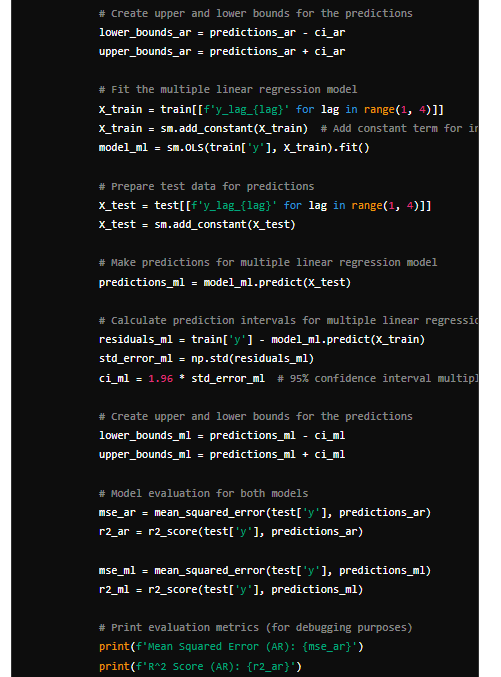 # Create upper and lower bounds for the predictions
lower_bounds_ar = predictions_ar - ci_ar
upper_bounds_ar = predictions_ar + ci_ar
# Fit the multiple linear regression model
X_train = train[[f'y_lag_{lag}' for lag in range(1, 4)]]
X_train = sm.add_constant(X_train)  # Add constant term for in
model_ml = sm.OLS(train['y'], X_train).fit()
# Prepare test data for predictions
X_test = test[[f'y_lag_{lag}' for lag in range(1, 4)]]
X_test = sm.add_constant(X_test)
# Make predictions for multiple linear regression model
predictions_ml = model_ml.predict(X_test)
# Calculate prediction intervals for multiple linear regressio
residuals_ml = train['y'] - model_ml.predict(X_train)
std_error_ml = np.std(residuals_ml)
ci_ml = 1.96 * std_error_ml  # 95% confidence interval multipl
# Create upper and lower bounds for the predictions
lower_bounds_ml = predictions_ml - ci_ml
upper_bounds_ml = predictions_ml + ci_ml
# Model evaluation for both models
mse_ar = mean_squared_error(test['y'], predictions_ar)
r2_ar = r2_score(test['y'], predictions_ar)
mse_ml = mean_squared_error(test['y'], predictions_ml)
r2_ml = r2_score(test['y'], predictions_ml)
# Print evaluation metrics (for debugging purposes)
print(f'Mean Squared Error (AR): {mse_ar}')
print(f'R^2 Score (AR): {r2_ar}')